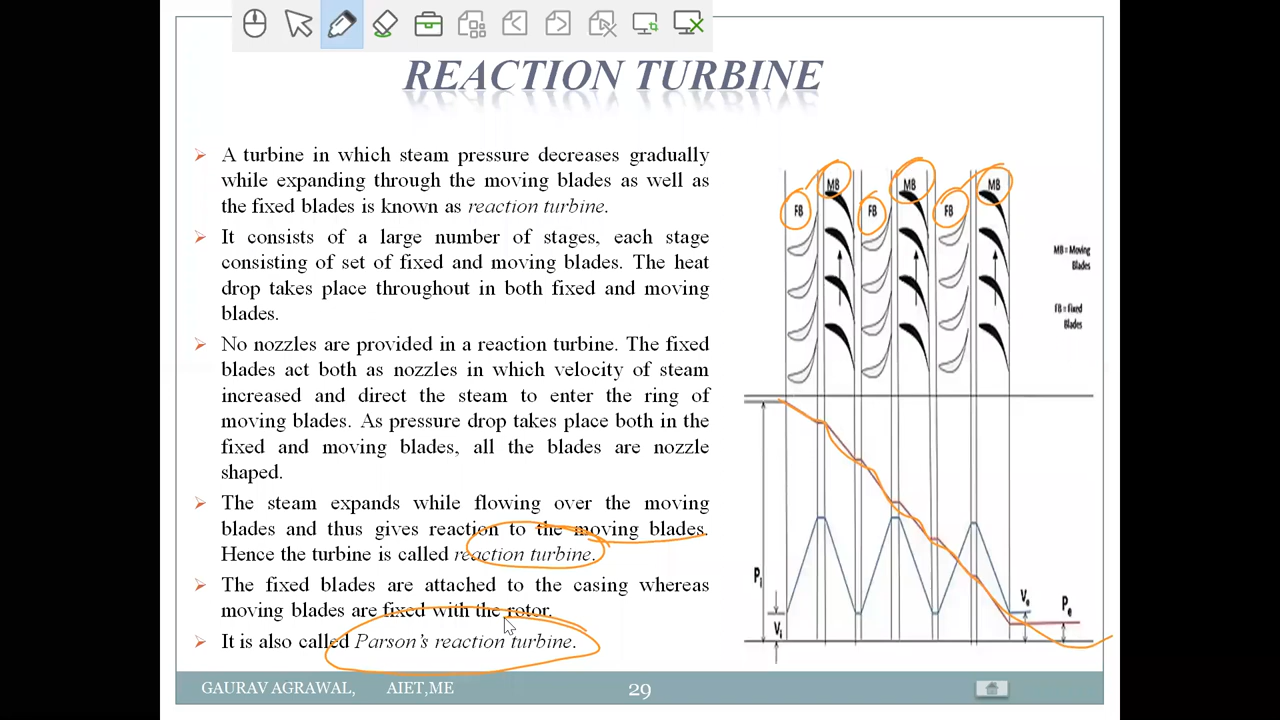 REACTION TURBINE
A turbine in which steam pressure decreases gradually
while expanding through the moving blades as well as
the fixed blades is known as reaction turbine.
It consists of a large number of stages, each stage
consisting of set of fixed and moving blades. The heat
drop takes place throughout in both fixed and moving
blades.
No nozzles are provided in a reaction turbine. The fixed
blades act both as nozzles in which velocity of steam
increased and direct the steam to enter the ring of
moving blades. As pressure drop takes place both in the
fixed and moving blades, all the blades are nozzle
shaped.
The steam expands while flowing over the moving
blades and thus gives reaction to the moving blades.
Hence the turbine is called reaction turbine.
The fixed blades are attached to the casing whereas
moving blades are fixed with the rotor.
It is also called Parson's reaction turbine.
FB MB FB MB FB MB
MB = Moving
Blades
FB = Fixed
Blades
Pi
Vi
Ve
Pe
GAURAV AGRAWAL, AIET,ME 29